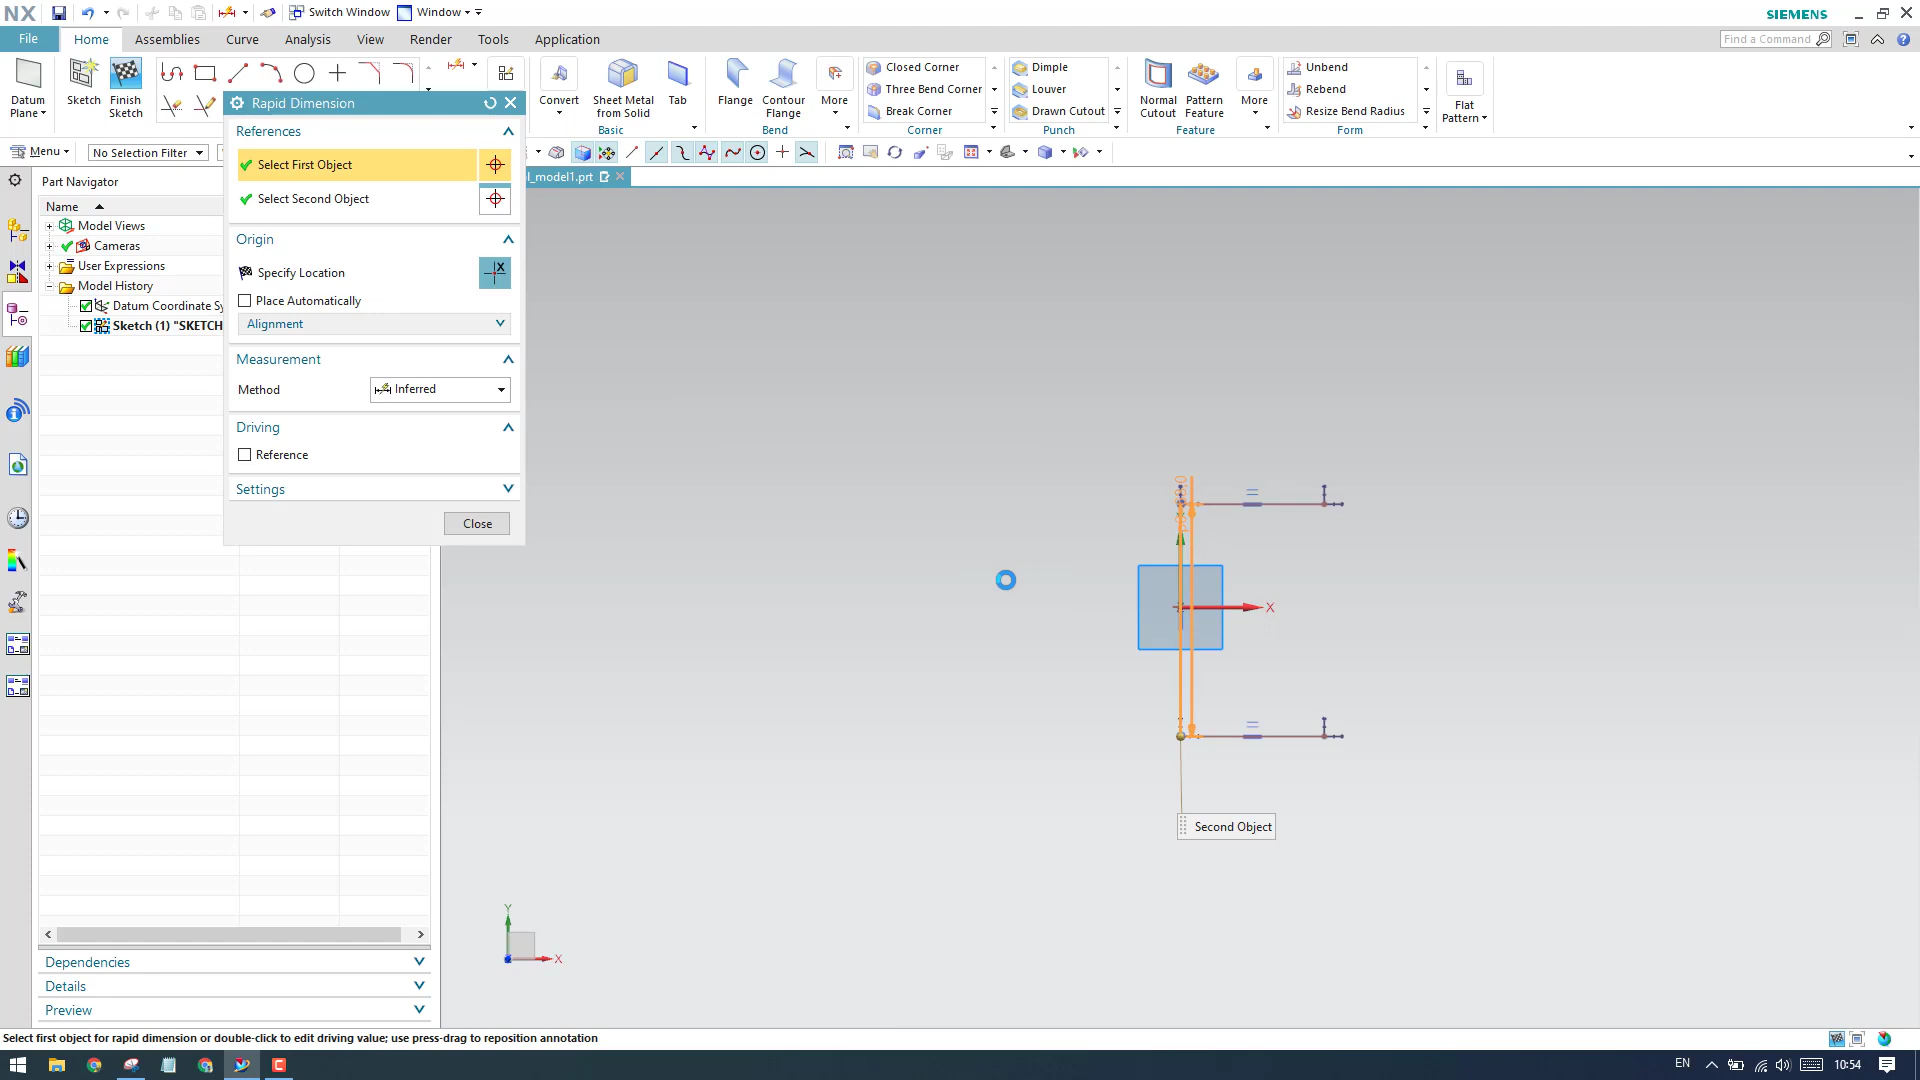 NX
Switch Window
Window
SIEMENS
File
Home
Assemblies
Curve
Analysis
View
Render
Tools
Application
Find a Command
Datum
Plane
Sketch
Finish
Sketch
Convert
Sheet Metal
from Solid
Tab
Basic
Flange
Contour
Flange
More
Bend
Closed Corner
Three Bend Corner
Break Corner
Corner
Dimple
Louver
Drawn Cutout
Punch
Normal
Cutout
Pattern
Feature
More
Feature
Unbend
Rebend
Resize Bend Radius
Form
Flat
Pattern
Menu
No Selection Filter
l_model1.prt
Rapid Dimension
References
Select First Object
Select Second Object
Origin
Specify Location
Place Automatically
Alignment
Measurement
Method
Inferred
Driving
Reference
Settings
Close
Part Navigator
Name
Model Views
Cameras
User Expressions
Model History
Datum Coordinate Sy
Sketch (1) "SKETCH
Dependencies
Details
Preview
X
Second Object
Y
X
Select first object for rapid dimension or double-click to edit driving value; use press-drag to reposition annotation
EN
10:54